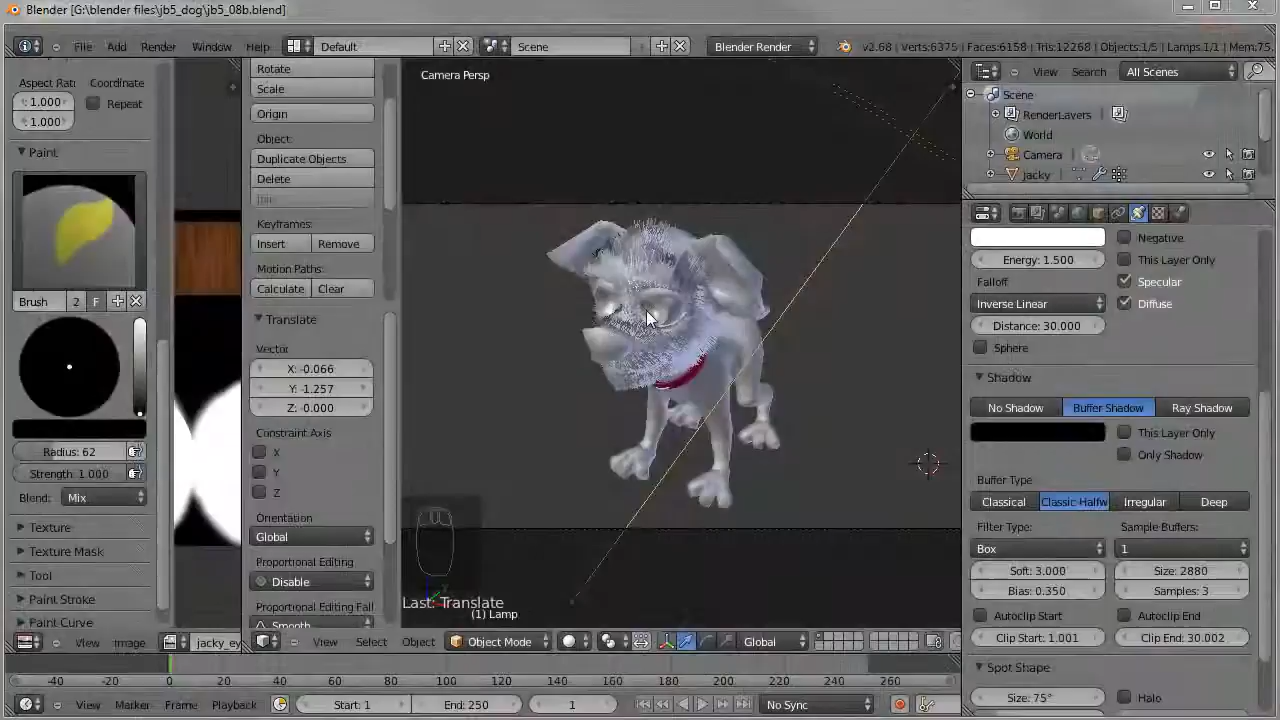 Blender [G:\blender files\jb5_dog\jb5_08b.blend]
File Add Render Window Help Default Scene Blender Render v2.68 | Verts:6375 | Faces:6158 | Tris:12268 | Objects:1/5 | Lamps:1/1 | Mem:75.
Aspect Rati Coordinate
1.000 Repeat
1.000
Paint
Brush 2 F
Radius: 62
Strength: 1.000
Blend: Mix
Texture
Texture Mask
Tool
Paint Stroke
Paint Curve
View Image jacky_ey
Rotate
Scale
Origin
Object:
Duplicate Objects
Delete
Join
Keyframes:
Insert Remove
Motion Paths:
Calculate Clear
Translate
Vector
X: -0.066
Y: -1.257
Z: -0.000
Constraint Axis
X
Y
Z
Orientation
Global
Proportional Editing
Disable
Proportional Editing Fall
Smooth
Camera Persp
Last: Translate
(1) Lamp
View Select Object Object Mode Global
View Search All Scenes
Scene
RenderLayers
World
Camera
jacky
Negative
Energy: 1.500 This Layer Only
Falloff Specular
Inverse Linear Diffuse
Distance: 30.000
Sphere
Shadow
No Shadow Buffer Shadow Ray Shadow
This Layer Only
Only Shadow
Buffer Type
Classical Classic Halfw Irregular Deep
Filter Type: Sample Buffers:
Box 1
Soft: 3.000 Size: 2880
Bias: 0.350 Samples: 3
Autoclip Start Autoclip End
Clip Start: 1.001 Clip End: 30.002
Spot Shape
Size: 75° Halo
-40 -20 0 20 40 60 80 100 120 140 160 180 200 220 240 260
View Marker Frame Playback Start: 1 End: 250 1 No Sync